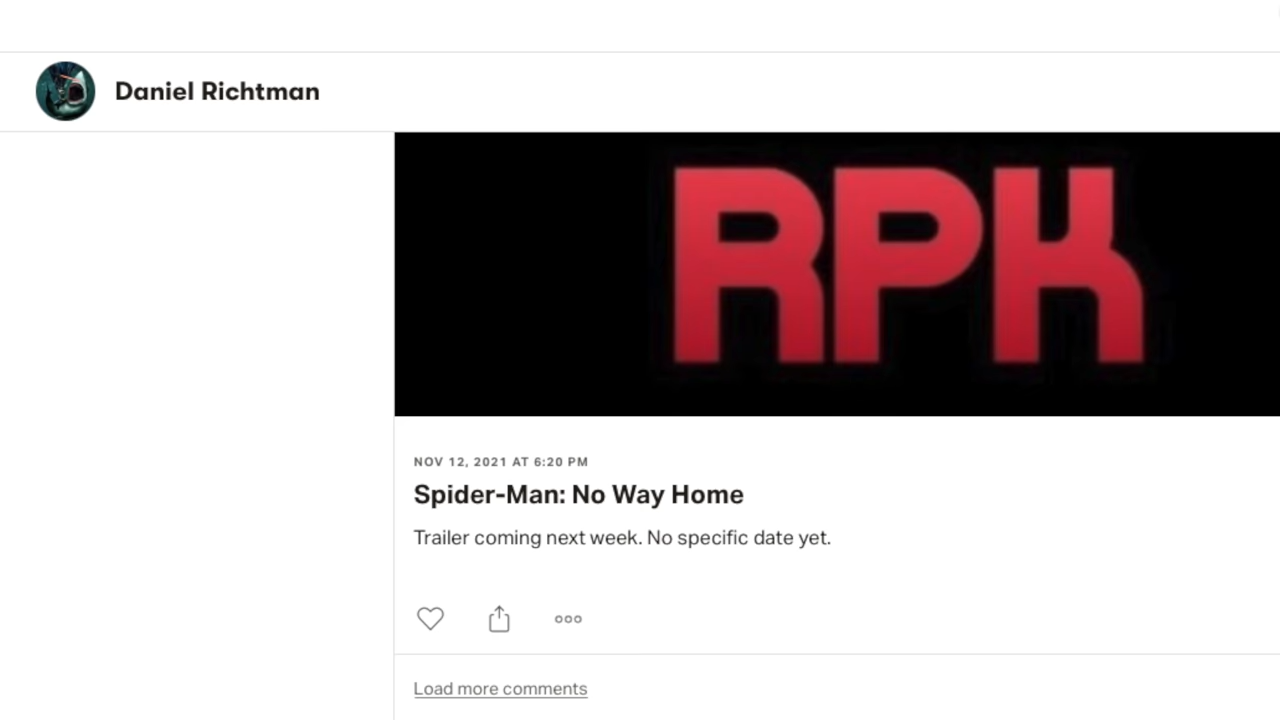 Daniel Richtman
RPK
NOV 12, 2021 AT 6:20 PM
Spider-Man: No Way Home
Trailer coming next week. No specific date yet.
Load more comments